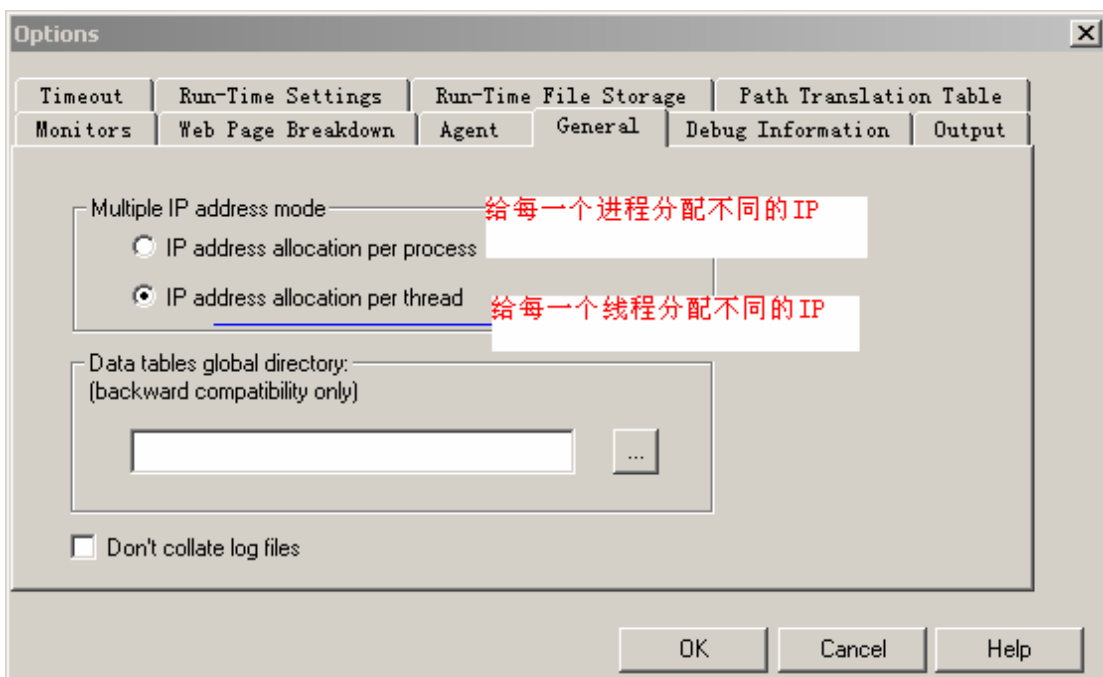 Options
Timeout Run-Time Settings Run-Time File Storage Path Translation Table
Monitors Web Page Breakdown Agent General Debug Information Output
Multiple IP address mode 给每一个进程分配不同的IP
IP address allocation per process
IP address allocation per thread 给每一个线程分配不同的IP
Data tables global directory:
(backward compatibility only)
...
Don't collate log files
OK Cancel Help